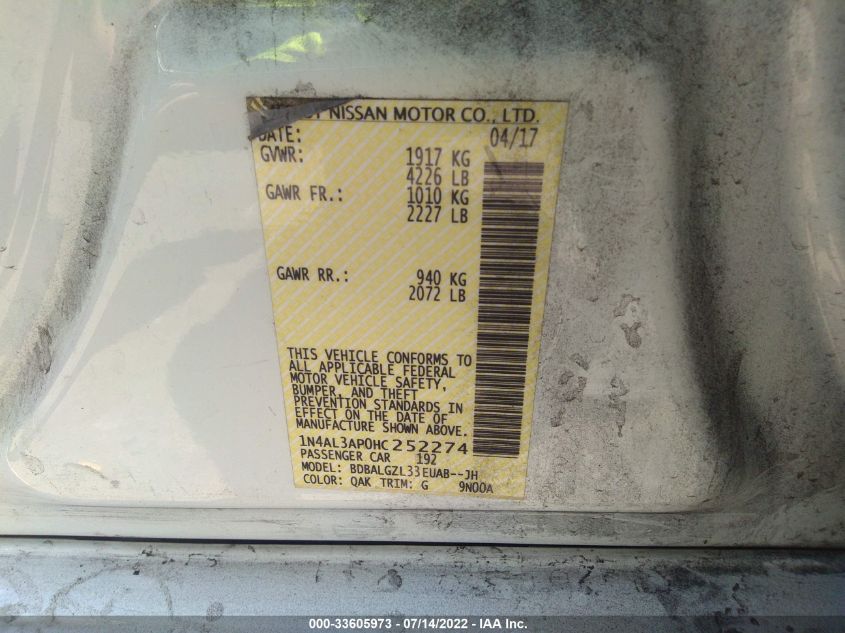 NISSAN MOTOR CO., LTD.
DATE: 04/17
GVWR: 1917 KG
4226 LB
GAWR FR.: 1010 KG
2227 LB
GAWR RR.: 940 KG
2072 LB
THIS VEHICLE CONFORMS TO
ALL APPLICABLE FEDERAL
MOTOR VEHICLE SAFETY,
BUMPER, AND THEFT
PREVENTION STANDARDS IN
EFFECT ON THE DATE OF
MANUFACTURE SHOWN ABOVE.
1N4AL3AP0HC252274
PASSENGER CAR 192
MODEL: BDBALGZL33EUAB--JH
COLOR: QAK TRIM: G 9N00A
000-33605973 - 07/14/2022 - IAA Inc.